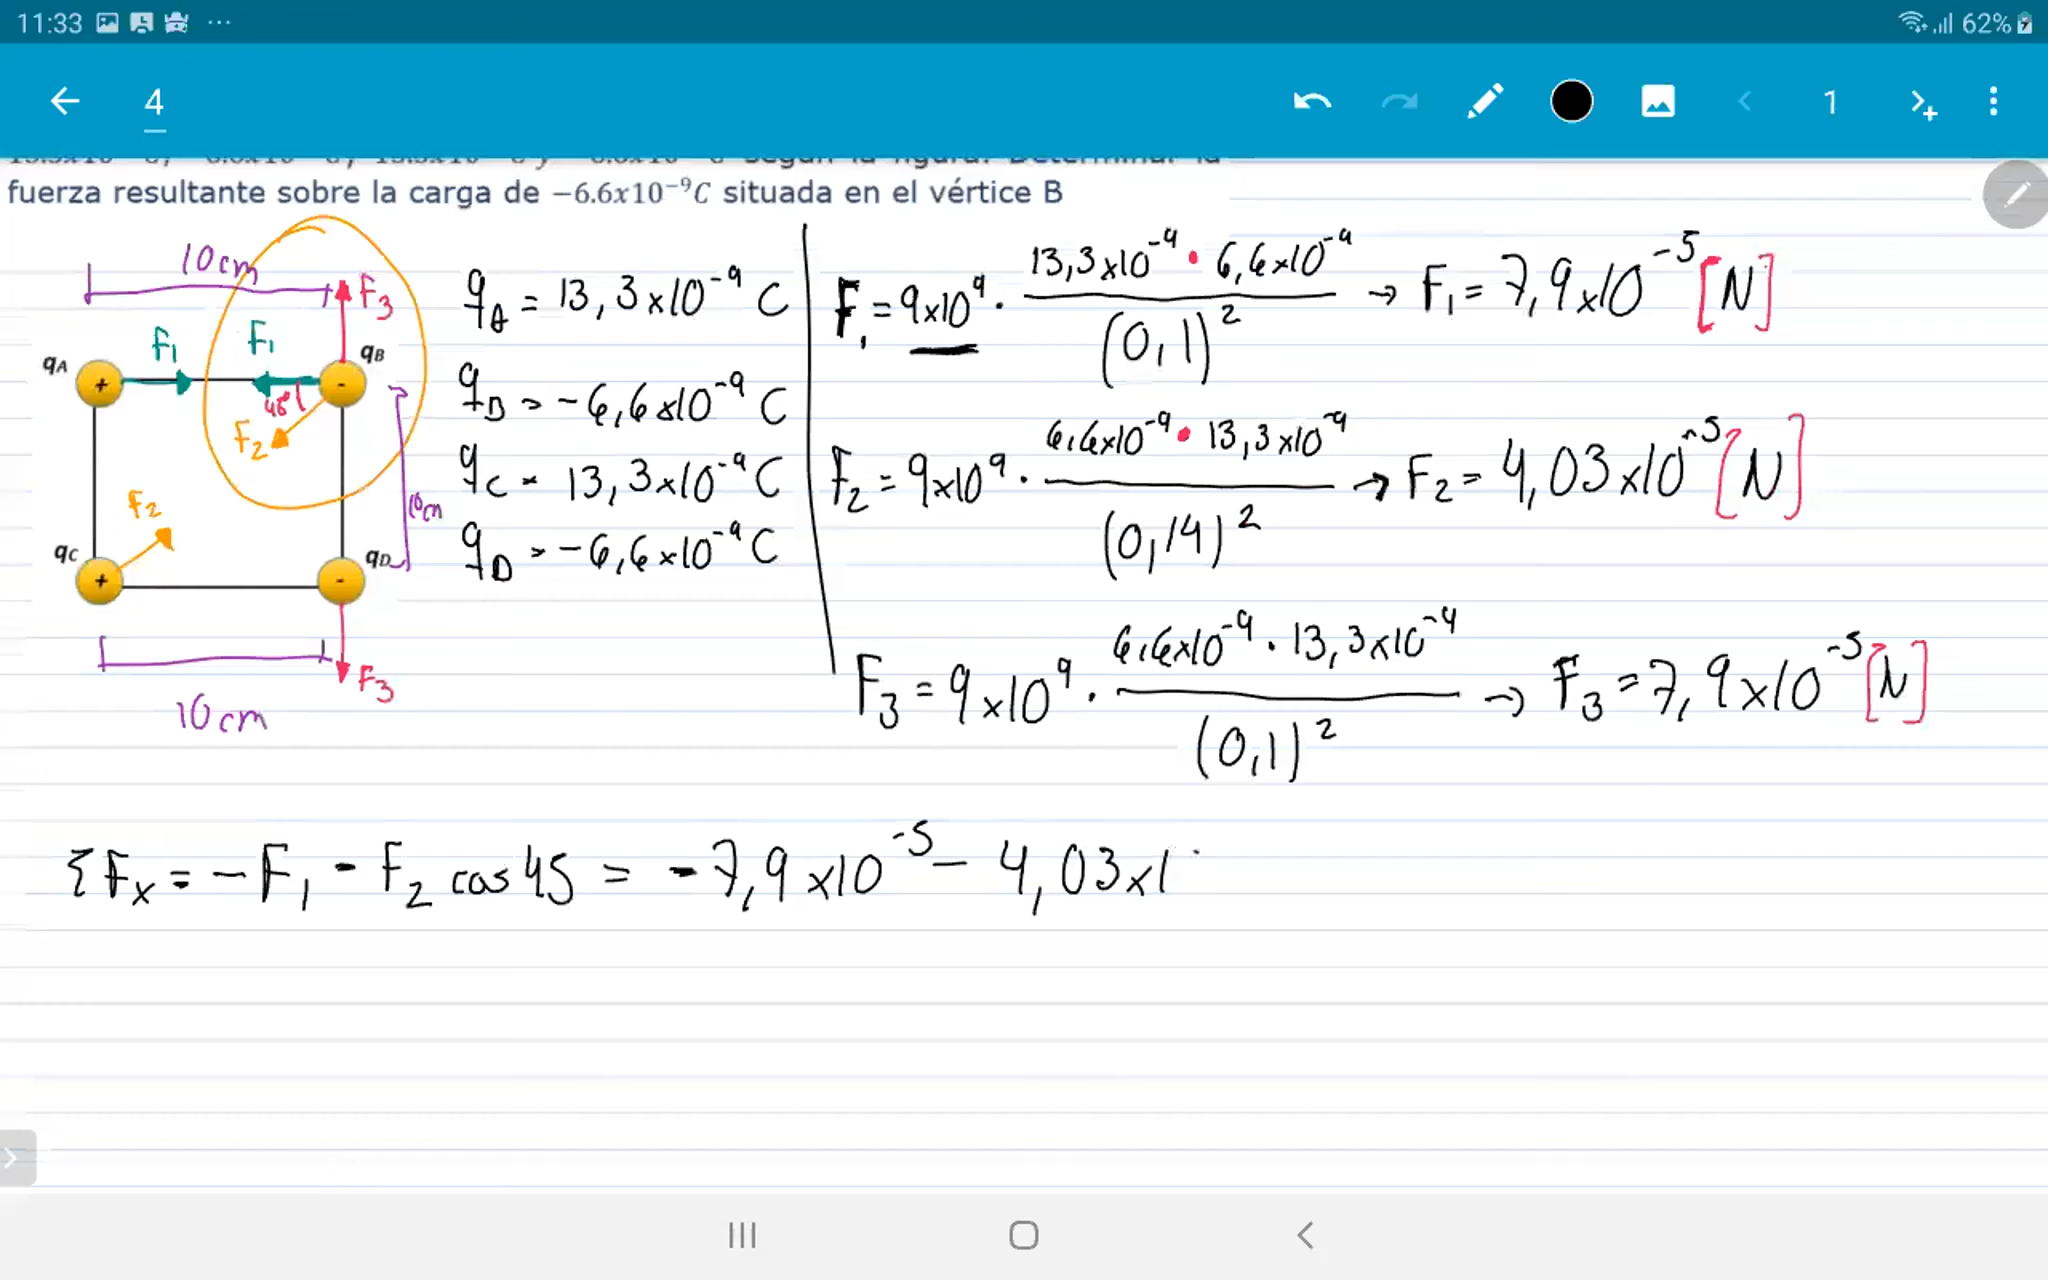 11:33 ... 62%
4 1
fuerza resultante sobre la carga de −6.6x10⁻⁹C situada en el vértice B
10cm
F3
F1 F1
qA qB
+ -
45°
F2
10cm
F2
qC qD
+ -
F3
10cm
qA = 13,3x10⁻⁹ C
qB = -6,6x10⁻⁹ C
qC = 13,3x10⁻⁹ C
qD = -6,6x10⁻⁹ C
F1 = 9x10⁹ · 13,3x10⁻⁹ · 6,6x10⁻⁹ / (0,1)² → F1 = 7,9x10⁻⁵ [N]
F2 = 9x10⁹ · 6,6x10⁻⁹ · 13,3x10⁻⁹ / (0,14)² → F2 = 4,03x10⁻⁵ [N]
F3 = 9x10⁹ · 6,6x10⁻⁹ · 13,3x10⁻⁹ / (0,1)² → F3 = 7,9x10⁻⁵ [N]
ΣFx = -F1 - F2 cos 45 = -7,9x10⁻⁵ - 4,03x1